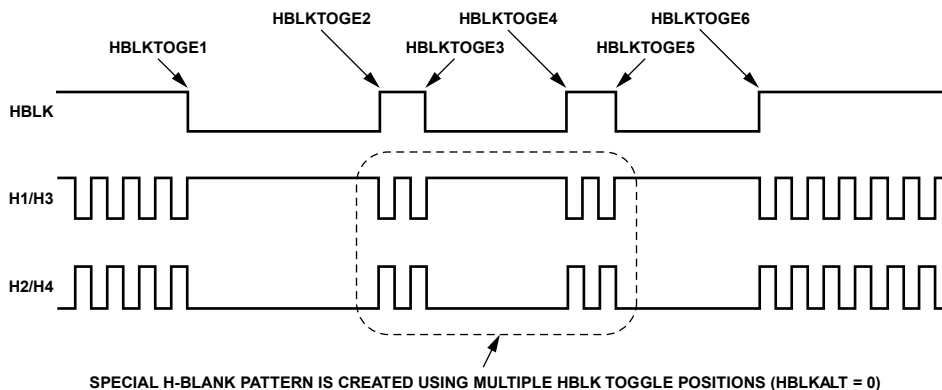 HBLKTOGE2 HBLKTOGE4 HBLKTOGE6
HBLKTOGE1 HBLKTOGE3 HBLKTOGE5
HBLK
H1/H3
H2/H4
SPECIAL H-BLANK PATTERN IS CREATED USING MULTIPLE HBLK TOGGLE POSITIONS (HBLKALT = 0)